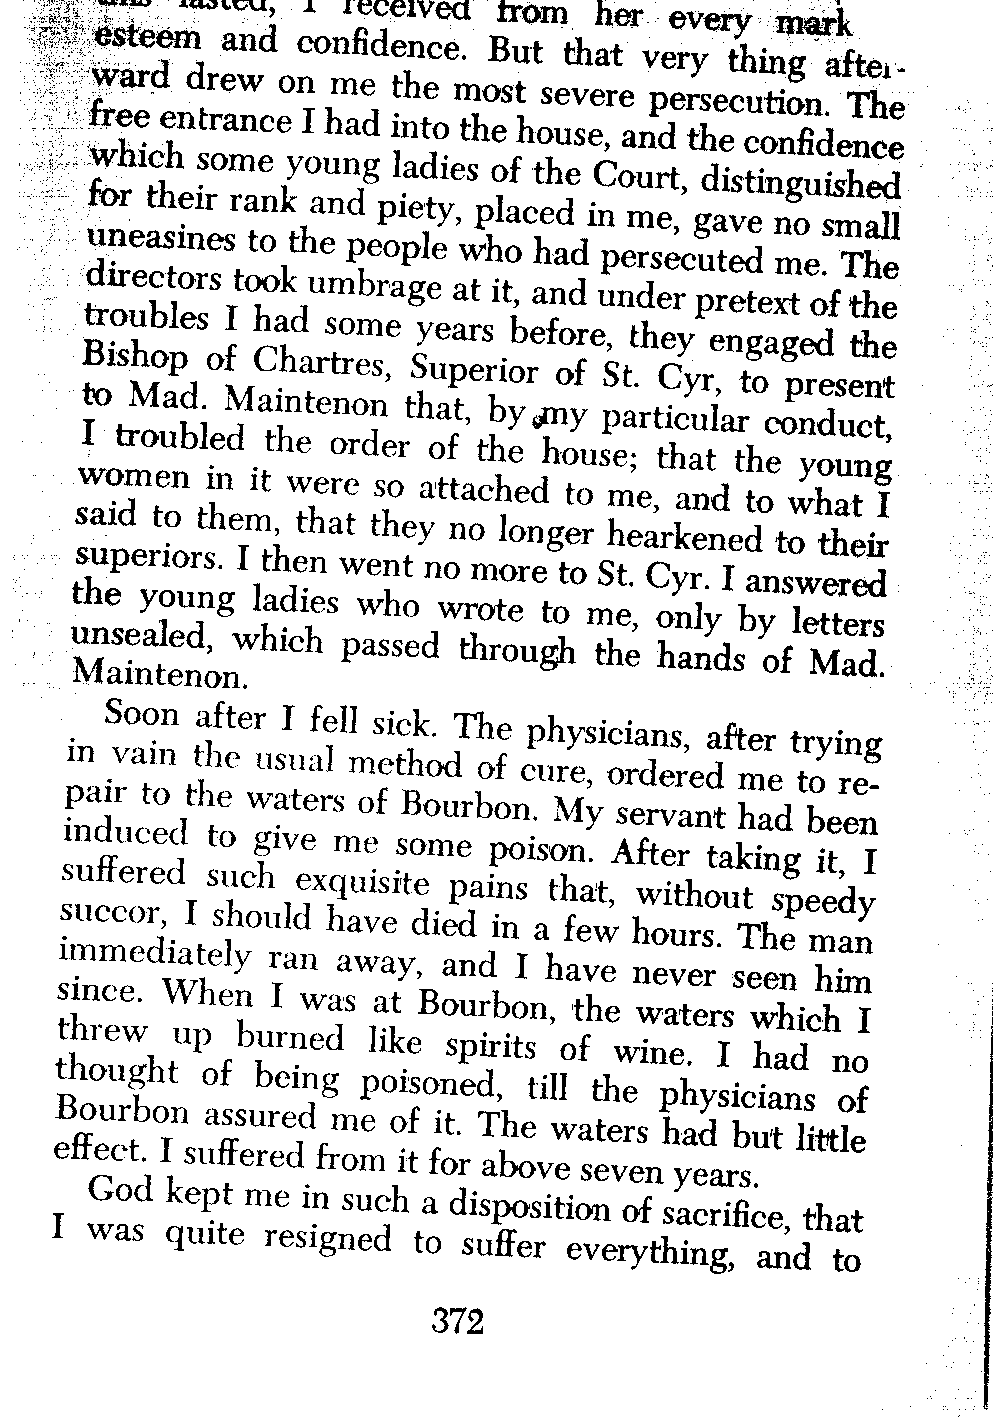 this lasted, I received from her every mark
esteem and confidence. But that very thing after-
ward drew on me the most severe persecution. The
free entrance I had into the house, and the confidence
which some young ladies of the Court, distinguished
for their rank and piety, placed in me, gave no small
uneasines to the people who had persecuted me. The
directors took umbrage at it, and under pretext of the
troubles I had some years before, they engaged the
Bishop of Chartres, Superior of St. Cyr, to present
to Mad. Maintenon that, by my particular conduct,
I troubled the order of the house; that the young
women in it were so attached to me, and to what I
said to them, that they no longer hearkened to their
superiors. I then went no more to St. Cyr. I answered
the young ladies who wrote to me, only by letters
unsealed, which passed through the hands of Mad.
Maintenon.
Soon after I fell sick. The physicians, after trying
in vain the usual method of cure, ordered me to re-
pair to the waters of Bourbon. My servant had been
induced to give me some poison. After taking it, I
suffered such exquisite pains that, without speedy
succor, I should have died in a few hours. The man
immediately ran away, and I have never seen him
since. When I was at Bourbon, the waters which I
threw up burned like spirits of wine. I had no
thought of being poisoned, till the physicians of
Bourbon assured me of it. The waters had but little
effect. I suffered from it for above seven years.
God kept me in such a disposition of sacrifice, that
I was quite resigned to suffer everything, and to
372